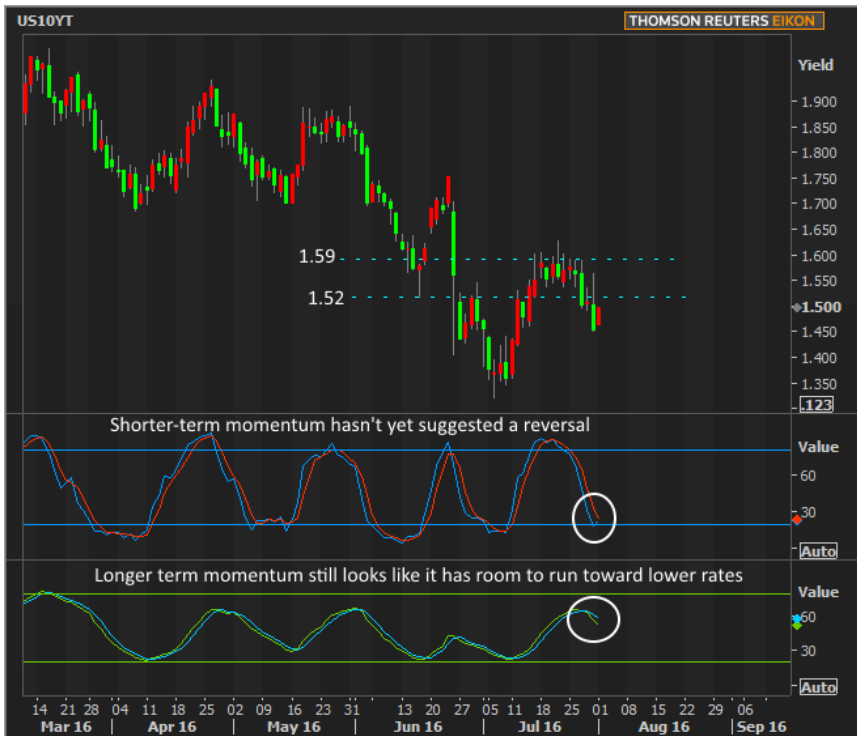 US10YT
THOMSON REUTERS EIKON
Yield
1.900
1.850
1.800
1.750
1.700
1.650
1.600
1.59
1.550
1.52
1.500
1.450
1.400
1.350
.123
Shorter-term momentum hasn't yet suggested a reversal
Value
60
30
Auto
Longer term momentum still looks like it has room to run toward lower rates
Value
60
30
Auto
14 21 28 04 11 18 25 02 09 16 23 31 13 20 27 05 11 18 25 01 08 15 22 29 06
Mar 16 Apr 16 May 16 Jun 16 Jul 16 Aug 16 Sep 16